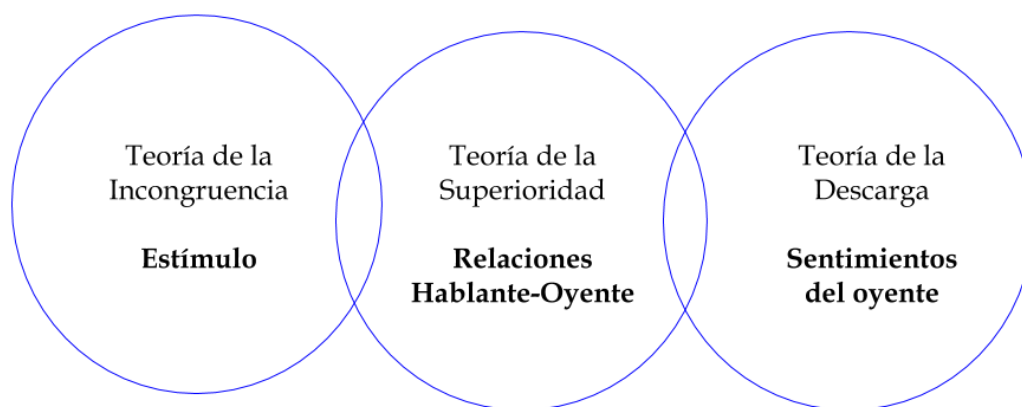 Teoría de la
Incongruencia
Estímulo
Teoría de la
Superioridad
Relaciones
Hablante-Oyente
Teoría de la
Descarga
Sentimientos
del oyente